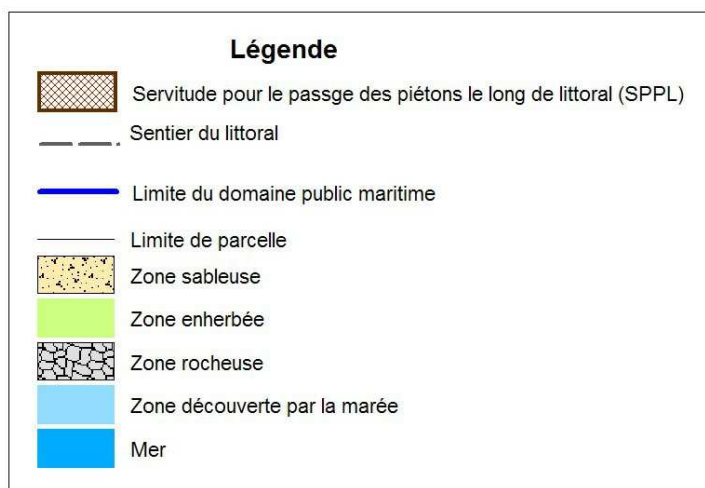 Légende
Servitude pour le passge des piétons le long de littoral (SPPL)
Sentier du littoral
Limite du domaine public maritime
Limite de parcelle
Zone sableuse
Zone enherbée
Zone rocheuse
Zone découverte par la marée
Mer